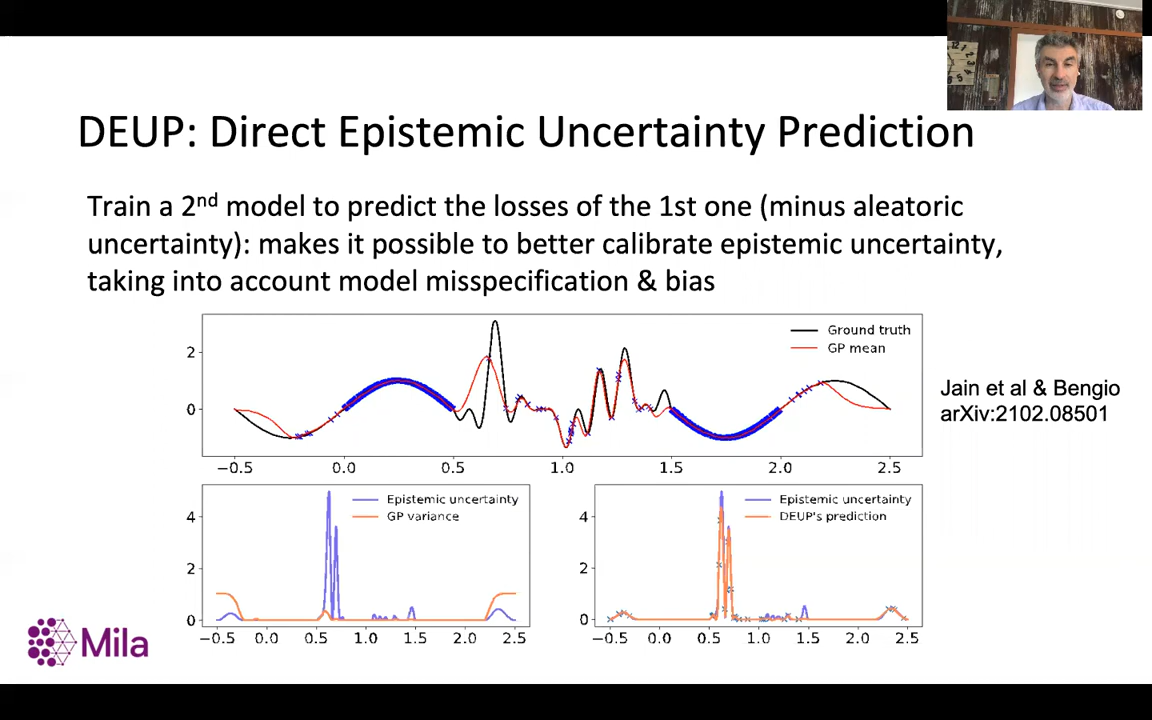 DEUP: Direct Epistemic Uncertainty Prediction
Train a 2nd model to predict the losses of the 1st one (minus aleatoric
uncertainty): makes it possible to better calibrate epistemic uncertainty,
taking into account model misspecification & bias
Ground truth
GP mean
2
0
−0.5 0.0 0.5 1.0 1.5 2.0 2.5
Jain et al & Bengio
arXiv:2102.08501
Epistemic uncertainty
GP variance
4
2
0
−0.5 0.0 0.5 1.0 1.5 2.0 2.5
Epistemic uncertainty
DEUP's prediction
4
2
0
−0.5 0.0 0.5 1.0 1.5 2.0 2.5
Mila